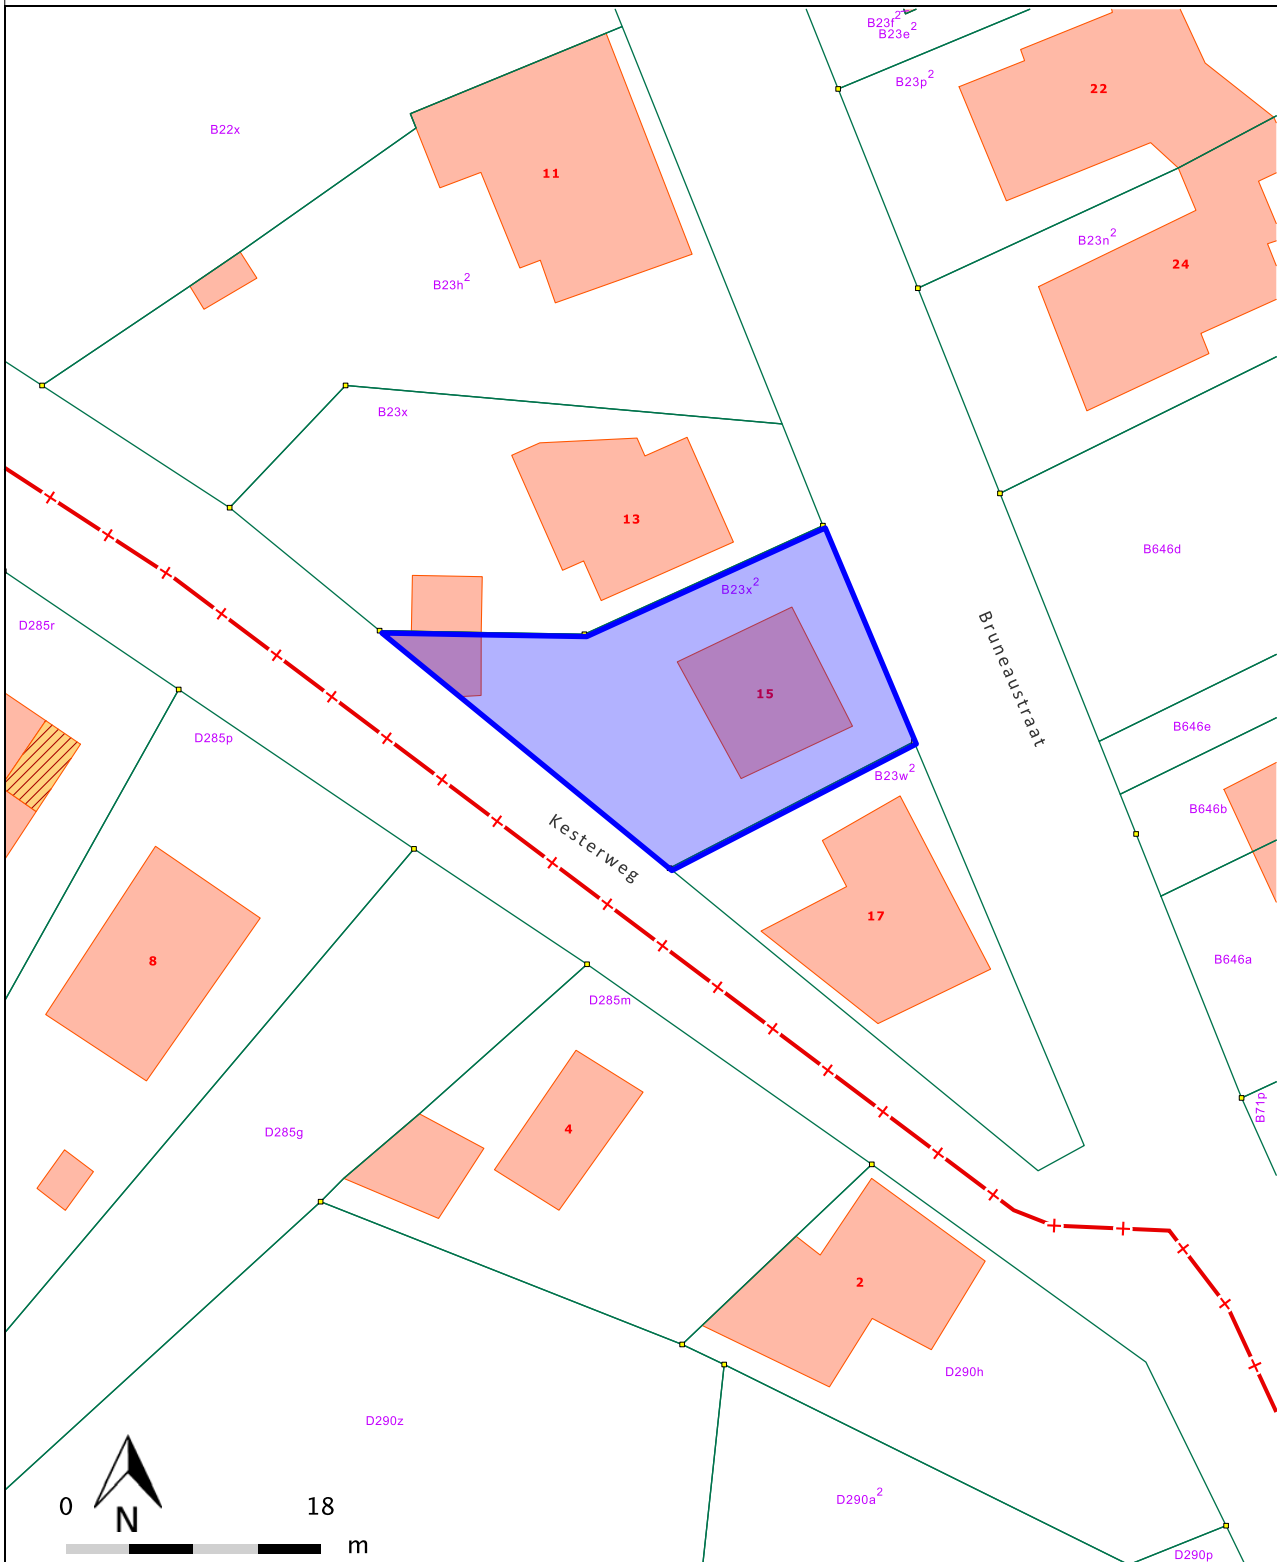 B23f²
B23e²
B23p²
22
B22x
11
B23n²
24
B23h²
B23x
13
B646d
B23x²
D285r
Bruneaustraat
15
B646e
D285p
B23w²
B646b
Kesterweg
17
8
B646a
D285m
B71p
4
D285g
2
D290h
D290z
D290a²
0 18
N
m
D290p